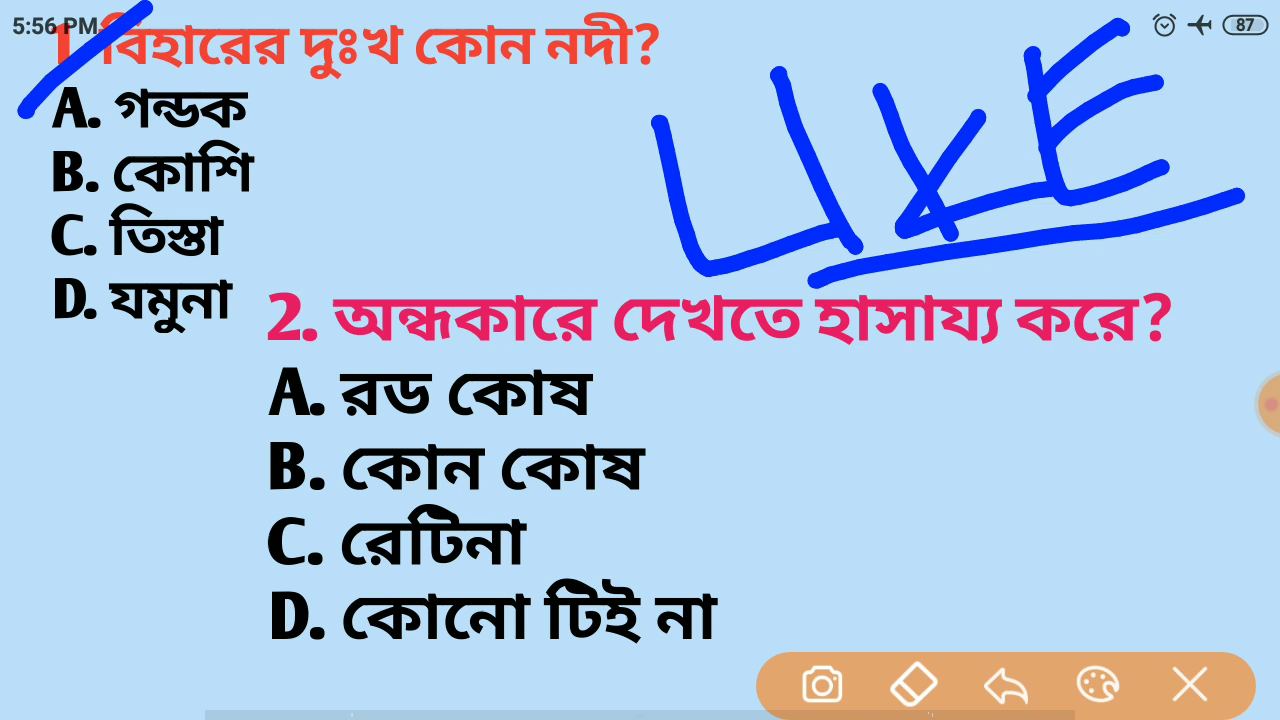 5:56 PM
87
1. বিহারের দুঃখ কোন নদী?
A. গন্ডক
B. কোশি
C. তিস্তা
D. যমুনা
LIKE
2. অন্ধকারে দেখতে হাসায্য করে?
A. রড কোষ
B. কোন কোষ
C. রেটিনা
D. কোনো টিই না